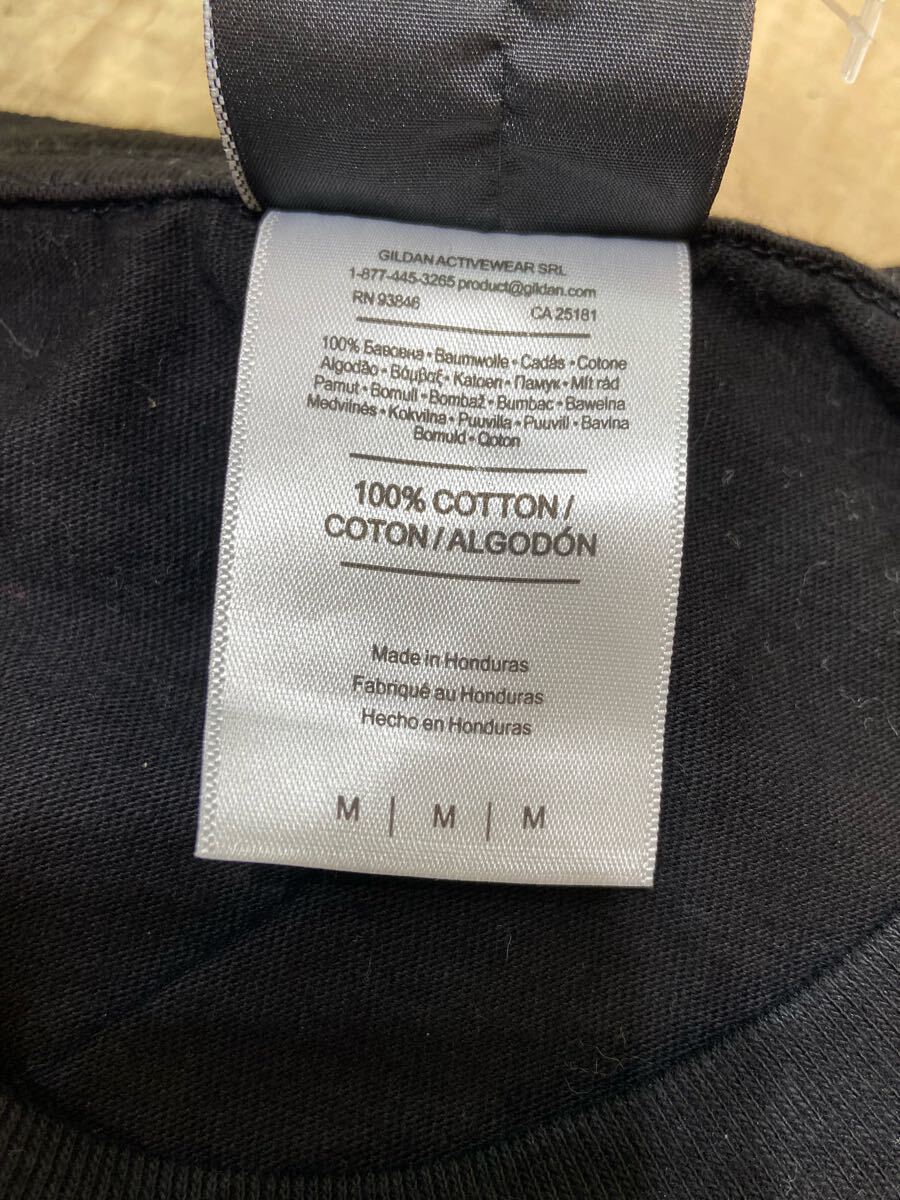 GILDAN ACTIVEWEAR SRL
1-877-445-3265 product@gildan.com
RN 93846 CA 25181
100% Бавовна • Baumwolle • Cadás • Cotone
Algodão • Βάμβαξ • Katoen • Памук • Mít rád
Pamut • Bomull • Bombaž • Bumbac • Bawełna
Medvilnės • Kokvilna • Puuvilla • Puuvill • Bavlna
Bomuld • Qoton
100% COTTON /
COTON / ALGODÓN
Made in Honduras
Fabriqué au Honduras
Hecho en Honduras
M | M | M